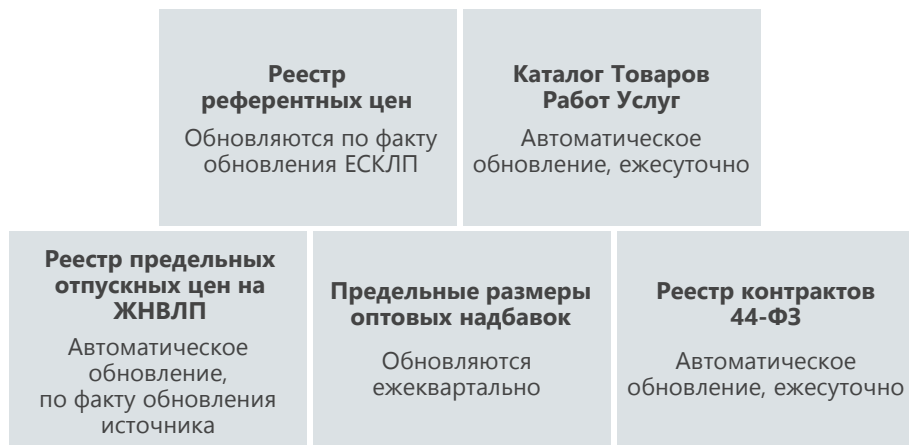 Реестр
референтных цен
Обновляются по факту
обновления ЕСКЛП
Каталог Товаров
Работ Услуг
Автоматическое
обновление, ежесуточно
Реестр предельных
отпускных цен на
ЖНВЛП
Автоматическое
обновление,
по факту обновления
источника
Предельные размеры
оптовых надбавок
Обновляются
ежеквартально
Реестр контрактов
44-ФЗ
Автоматическое
обновление, ежесуточно